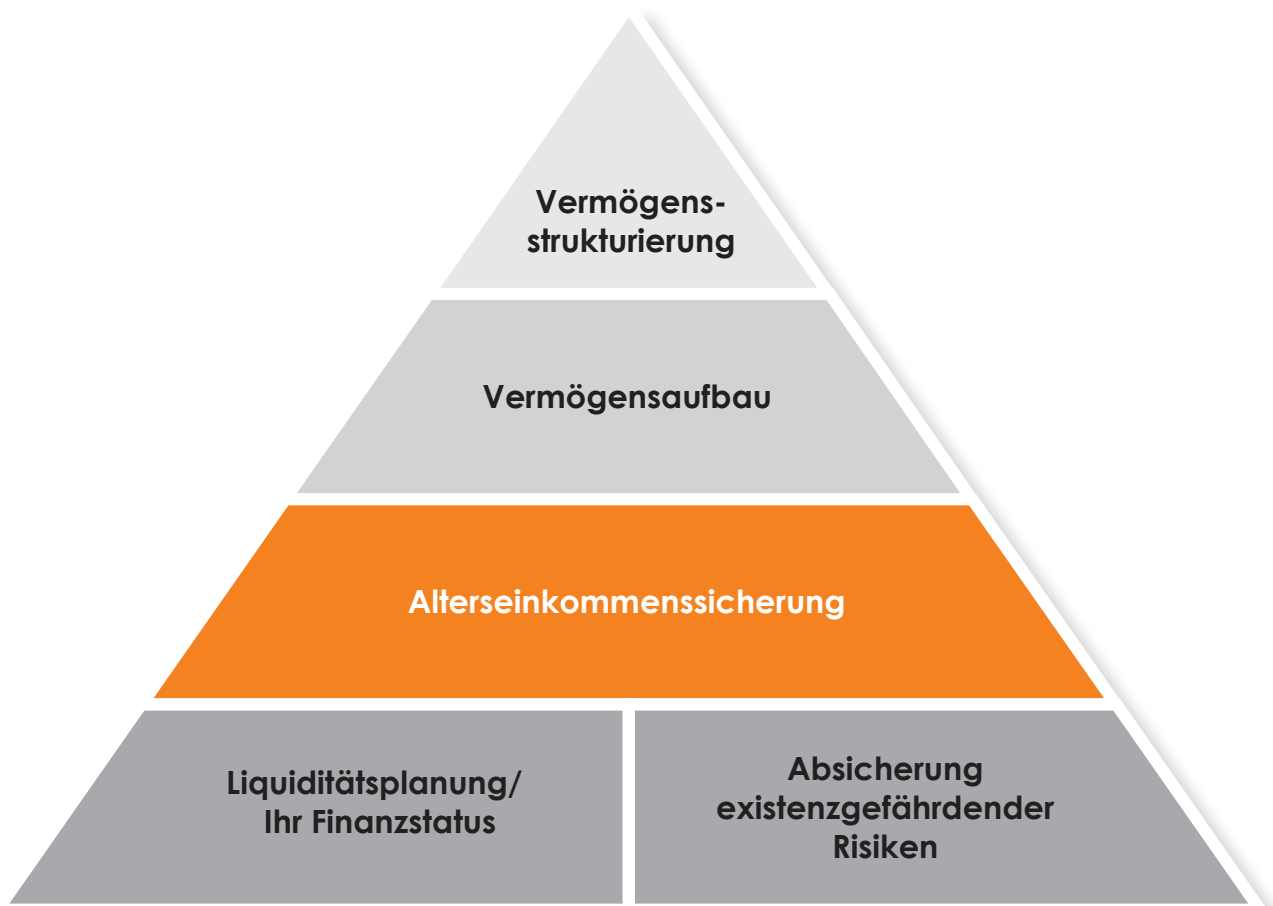 Vermögens-
strukturierung
Vermögensaufbau
Alterseinkommenssicherung
Liquiditätsplanung/
Ihr Finanzstatus
Absicherung
existenzgefährdender
Risiken